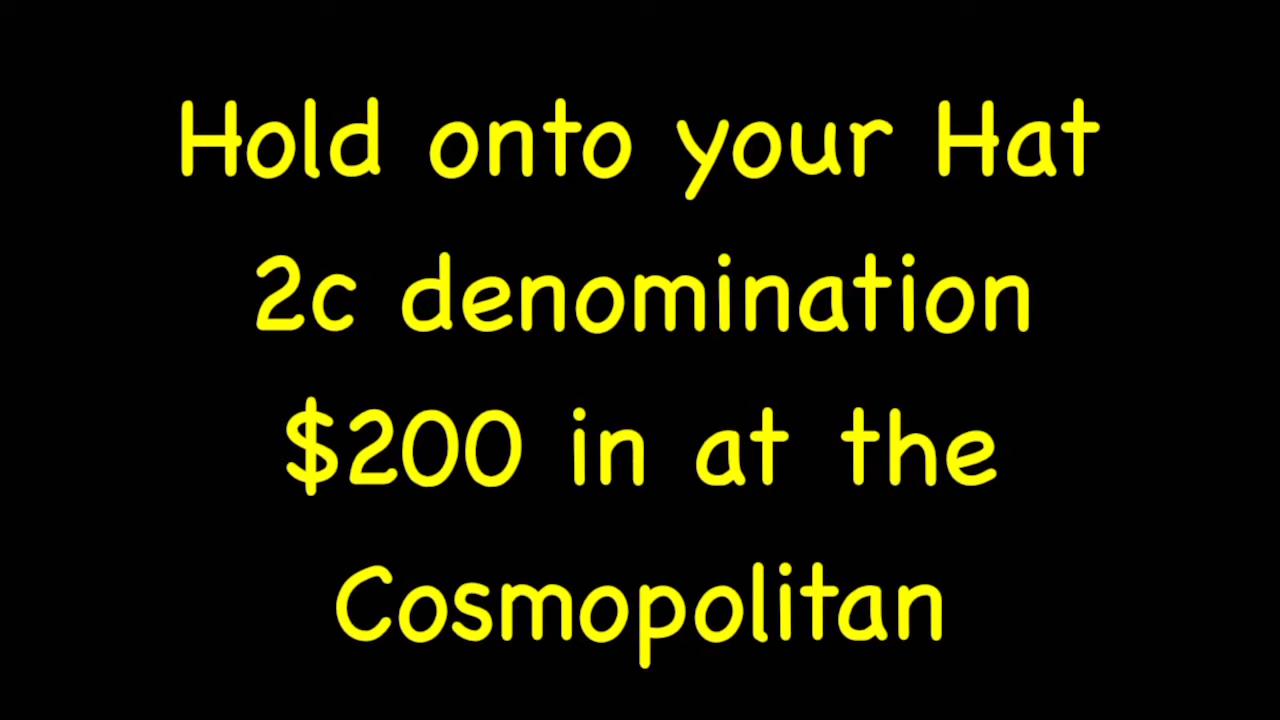 Hold onto your Hat
2c denomination
$200 in at the
Cosmopolitan